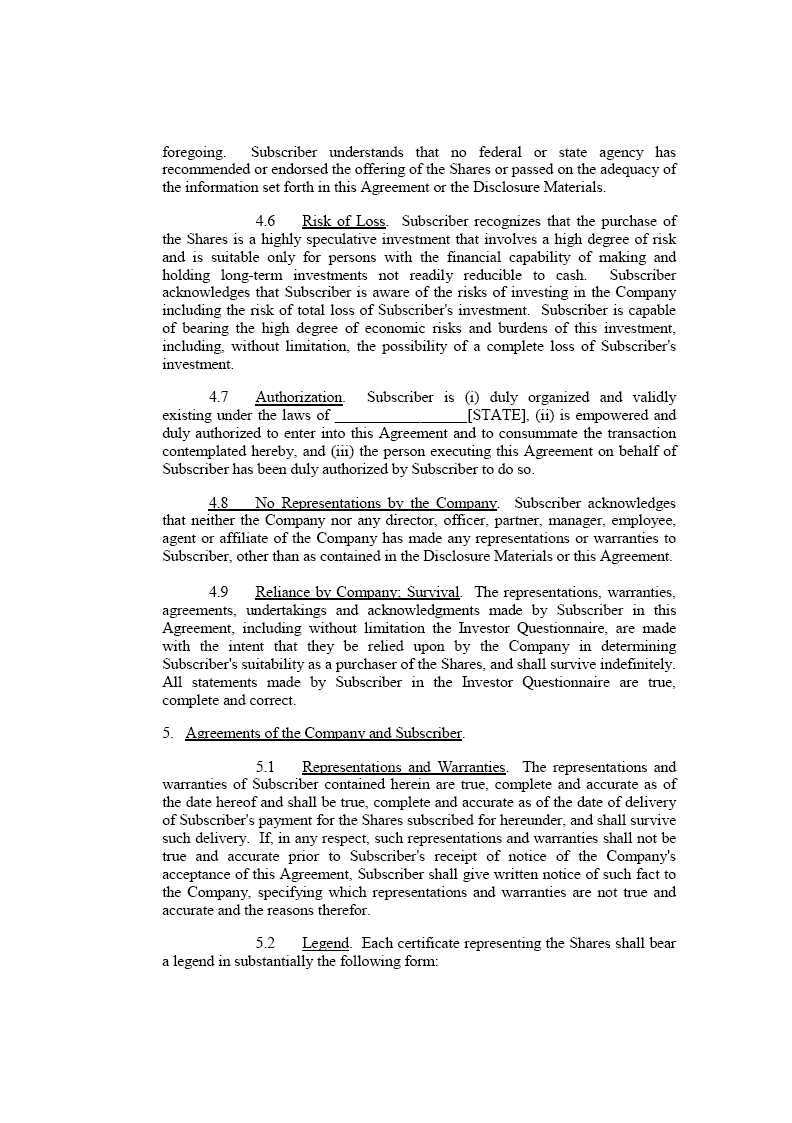 foregoing. Subscriber understands that no federal or state agency has
recommended or endorsed the offering of the Shares or passed on the adequacy of
the information set forth in this Agreement or the Disclosure Materials.
4.6 Risk of Loss. Subscriber recognizes that the purchase of
the Shares is a highly speculative investment that involves a high degree of risk
and is suitable only for persons with the financial capability of making and
holding long-term investments not readily reducible to cash. Subscriber
acknowledges that Subscriber is aware of the risks of investing in the Company
including the risk of total loss of Subscriber's investment. Subscriber is capable
of bearing the high degree of economic risks and burdens of this investment,
including, without limitation, the possibility of a complete loss of Subscriber's
investment.
4.7 Authorization. Subscriber is (i) duly organized and validly
existing under the laws of _________________[STATE], (ii) is empowered and
duly authorized to enter into this Agreement and to consummate the transaction
contemplated hereby, and (iii) the person executing this Agreement on behalf of
Subscriber has been duly authorized by Subscriber to do so.
4.8 No Representations by the Company. Subscriber acknowledges
that neither the Company nor any director, officer, partner, manager, employee,
agent or affiliate of the Company has made any representations or warranties to
Subscriber, other than as contained in the Disclosure Materials or this Agreement.
4.9 Reliance by Company; Survival. The representations, warranties,
agreements, undertakings and acknowledgments made by Subscriber in this
Agreement, including without limitation the Investor Questionnaire, are made
with the intent that they be relied upon by the Company in determining
Subscriber's suitability as a purchaser of the Shares, and shall survive indefinitely.
All statements made by Subscriber in the Investor Questionnaire are true,
complete and correct.
5. Agreements of the Company and Subscriber.
5.1 Representations and Warranties. The representations and
warranties of Subscriber contained herein are true, complete and accurate as of
the date hereof and shall be true, complete and accurate as of the date of delivery
of Subscriber's payment for the Shares subscribed for hereunder, and shall survive
such delivery. If, in any respect, such representations and warranties shall not be
true and accurate prior to Subscriber's receipt of notice of the Company's
acceptance of this Agreement, Subscriber shall give written notice of such fact to
the Company, specifying which representations and warranties are not true and
accurate and the reasons therefor.
5.2 Legend. Each certificate representing the Shares shall bear
a legend in substantially the following form: